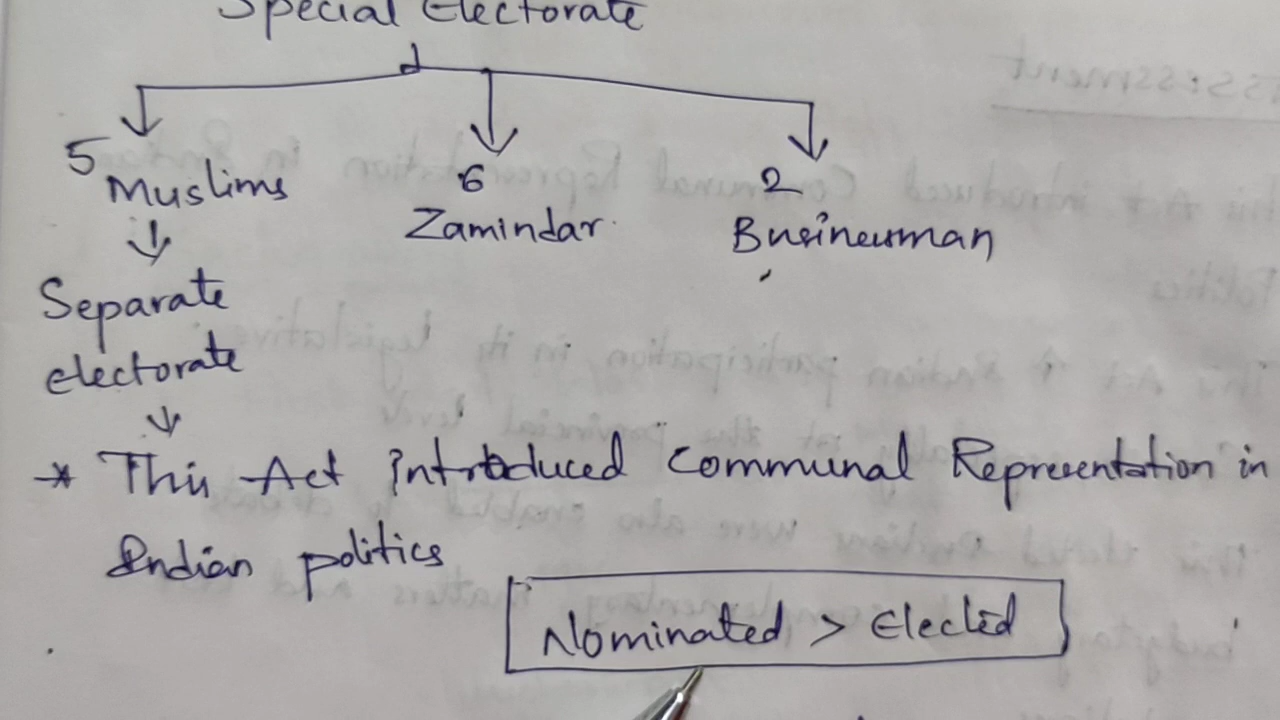 Special Electorate
5 6 2
Muslims Zamindar Businessman
Separate
electorate
* This Act introduced Communal Representation in
Indian politics
Nominated > Elected